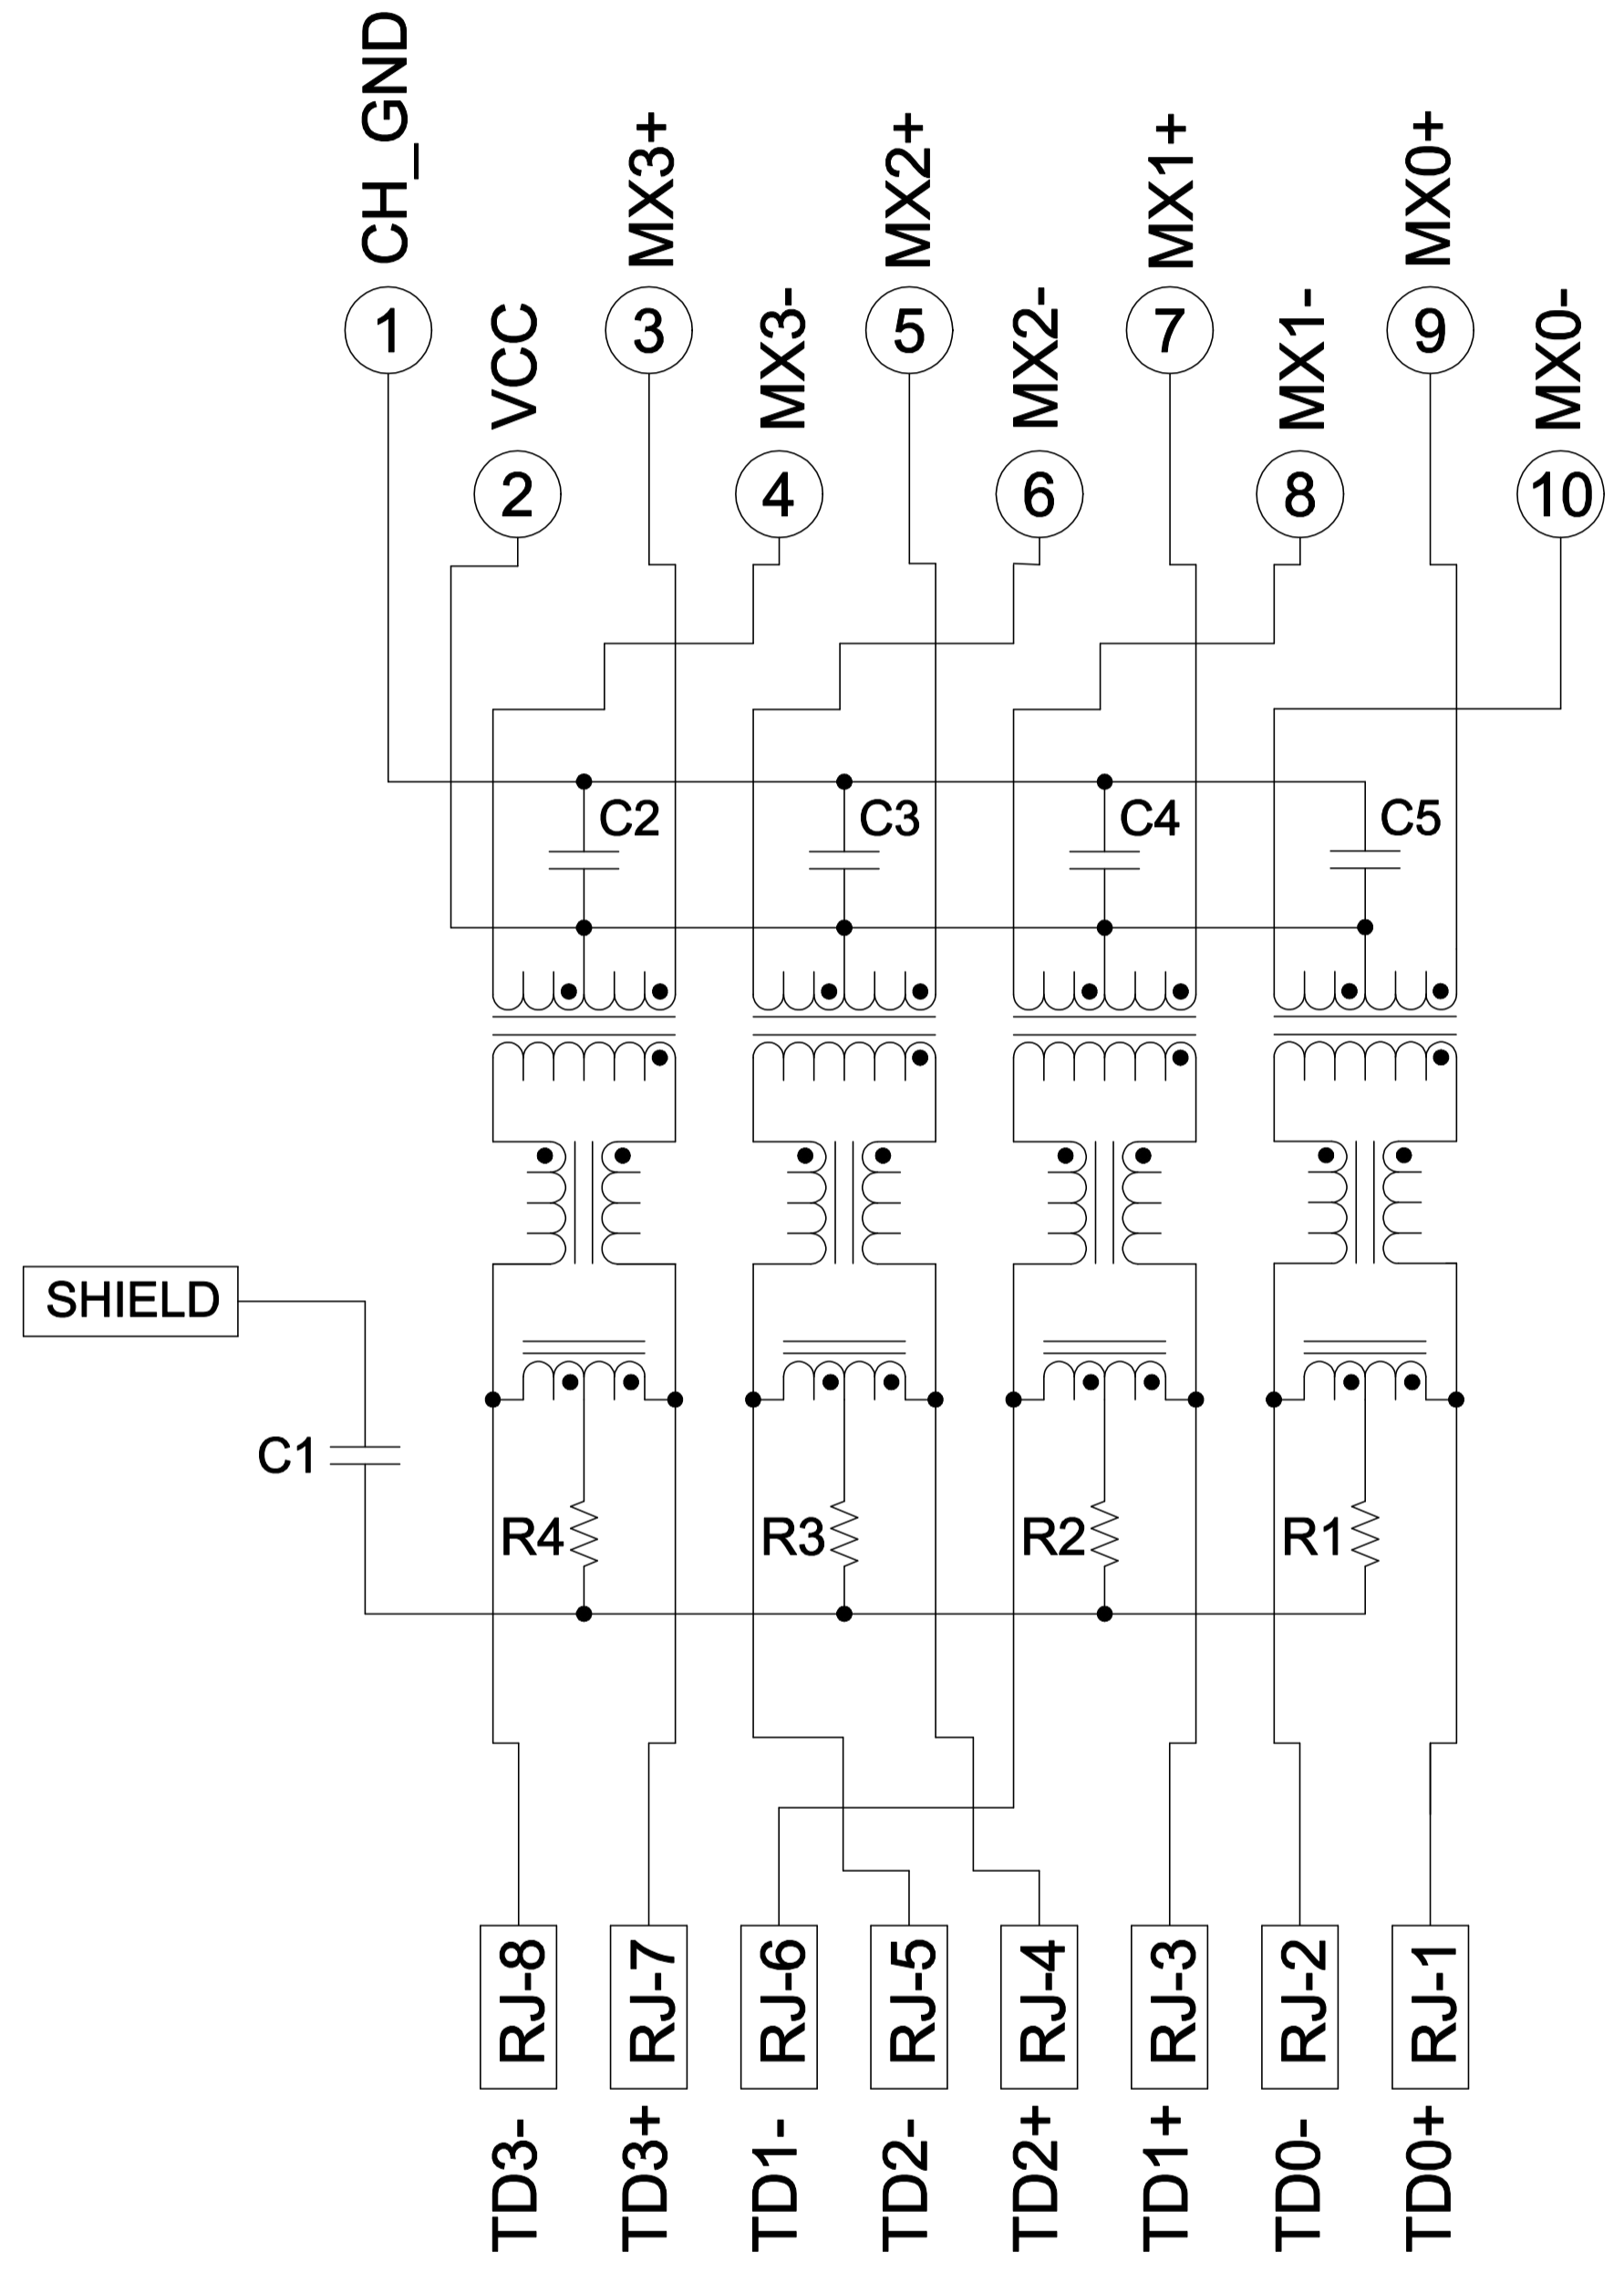 CH_GND
MX3+
MX2+
MX1+
MX0+
VCC
MX3-
MX2-
MX1-
MX0-
1
3
5
7
9
2
4
6
8
10
C2
C3
C4
C5
SHIELD
C1
R4
R3
R2
R1
RJ-8
RJ-7
RJ-6
RJ-5
RJ-4
RJ-3
RJ-2
RJ-1
TD3-
TD3+
TD1-
TD2-
TD2+
TD1+
TD0-
TD0+